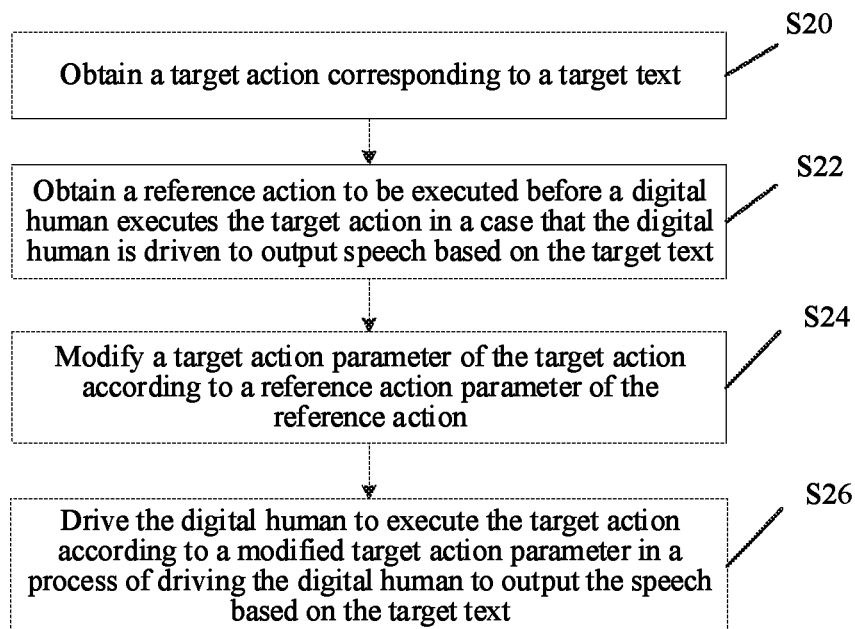 S20
Obtain a target action corresponding to a target text
S22
Obtain a reference action to be executed before a digital
human executes the target action in a case that the digital
human is driven to output speech based on the target text
S24
Modify a target action parameter of the target action
according to a reference action parameter of the
reference action
S26
Drive the digital human to execute the target action
according to a modified target action parameter in a
process of driving the digital human to output the speech
based on the target text